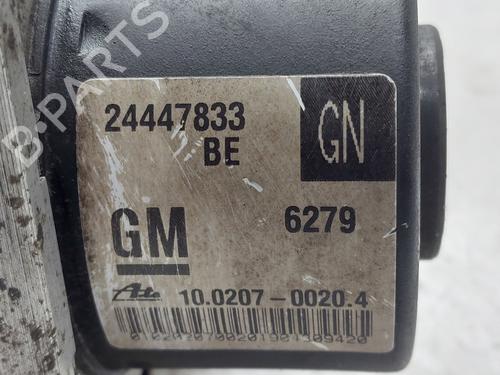 24447833
BE
GN
GM
6279
Ate
10.0207-0020.4
B-PARTS